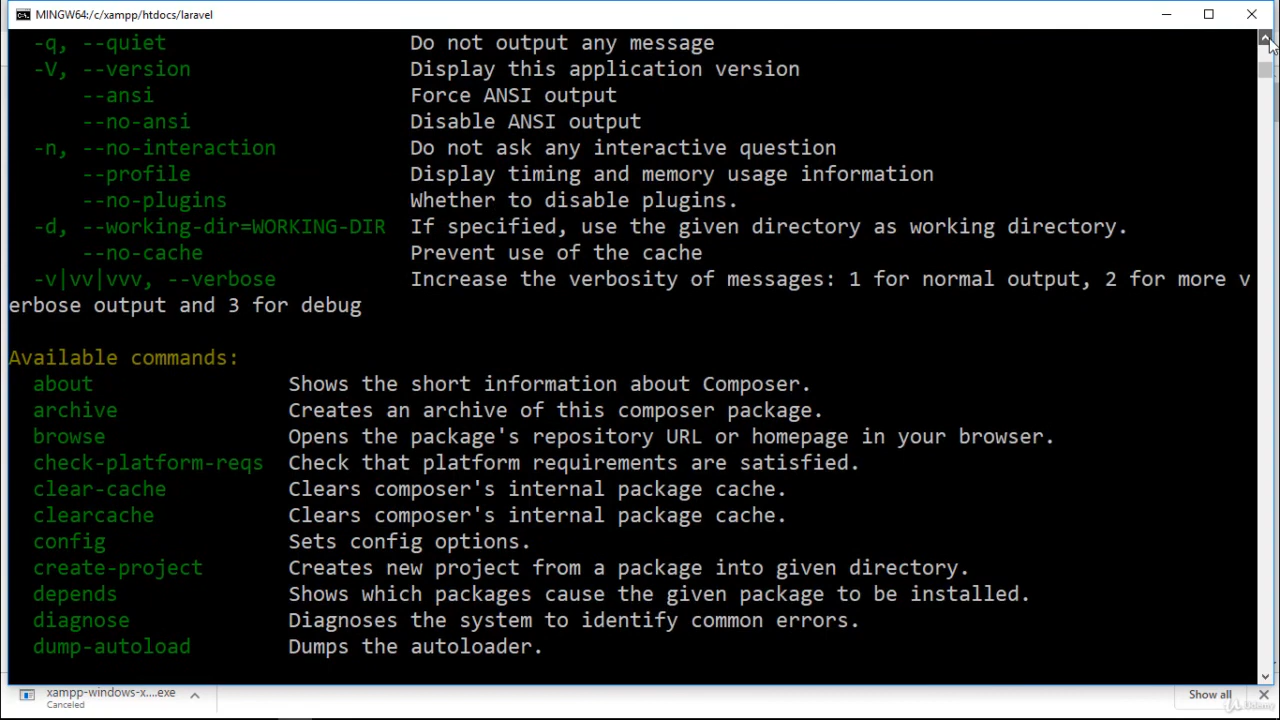 MINGW64:/c/xampp/htdocs/laravel
-q, --quiet Do not output any message
-V, --version Display this application version
--ansi Force ANSI output
--no-ansi Disable ANSI output
-n, --no-interaction Do not ask any interactive question
--profile Display timing and memory usage information
--no-plugins Whether to disable plugins.
-d, --working-dir=WORKING-DIR If specified, use the given directory as working directory.
--no-cache Prevent use of the cache
-v|vv|vvv, --verbose Increase the verbosity of messages: 1 for normal output, 2 for more v
erbose output and 3 for debug
Available commands:
about Shows the short information about Composer.
archive Creates an archive of this composer package.
browse Opens the package's repository URL or homepage in your browser.
check-platform-reqs Check that platform requirements are satisfied.
clear-cache Clears composer's internal package cache.
clearcache Clears composer's internal package cache.
config Sets config options.
create-project Creates new project from a package into given directory.
depends Shows which packages cause the given package to be installed.
diagnose Diagnoses the system to identify common errors.
dump-autoload Dumps the autoloader.
xampp-windows-x....exe
Canceled
Show all
Udemy